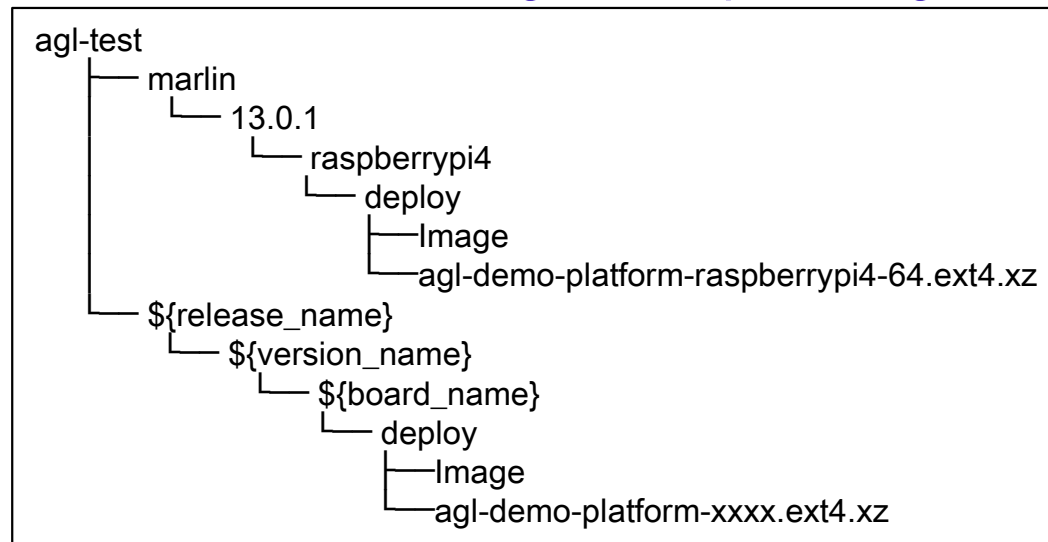 agl-test
marlin
13.0.1
raspberrypi4
deploy
Image
agl-demo-platform-raspberrypi4-64.ext4.xz
${release_name}
${version_name}
${board_name}
deploy
Image
agl-demo-platform-xxxx.ext4.xz